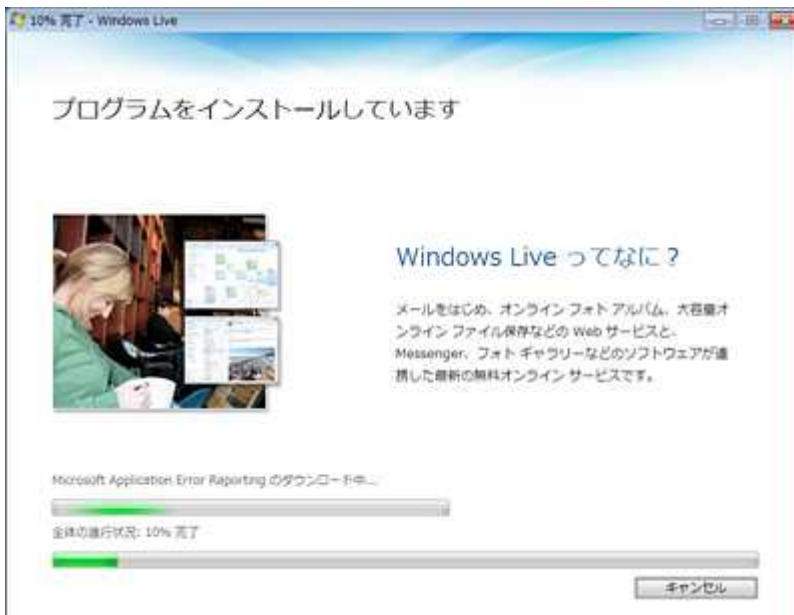 10% 完了 - Windows Live
プログラムをインストールしています
Windows Live ってなに？
メールをはじめ、オンライン フォト アルバム、大容量オ
ンライン ファイル保存などの Web サービスと、
Messenger、フォト ギャラリーなどのソフトウェアが連
携した最新の無料オンライン サービスです。
Microsoft Application Error Reporting のダウンロード中...
全体の進行状況: 10% 完了
キャンセル